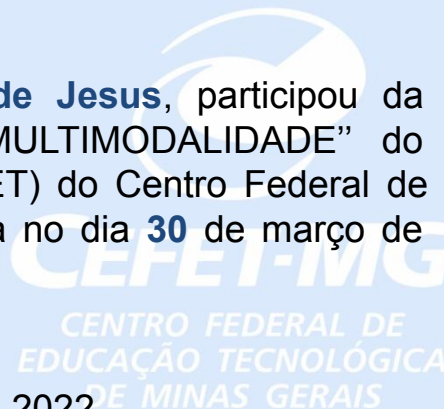 de Jesus, participou da
MULTIMODALIDADE” do
ET) do Centro Federal de
a no dia 30 de março de
CEFET-MG
CENTRO FEDERAL DE
EDUCAÇÃO TECNOLÓGICA
DE MINAS GERAIS
2022